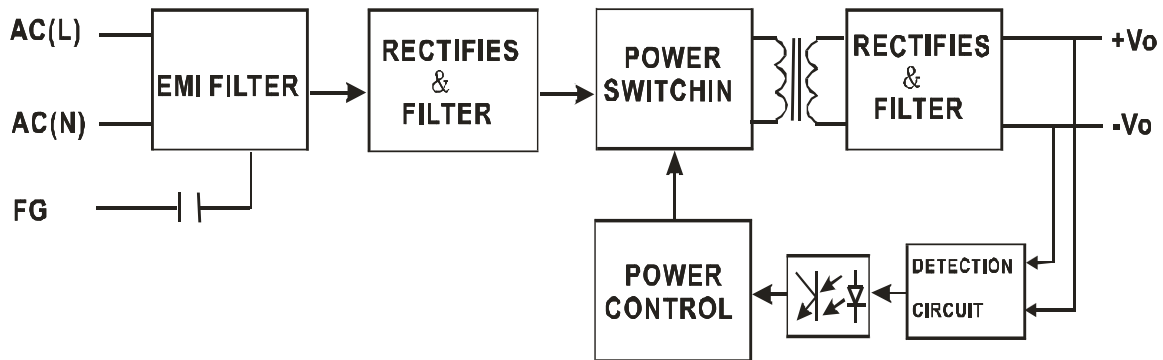 AC(L)
AC(N)
FG
EMI FILTER
RECTIFIES
&
FILTER
POWER
SWITCHIN
RECTIFIES
&
FILTER
+Vo
-Vo
POWER
CONTROL
DETECTION
CIRCUIT